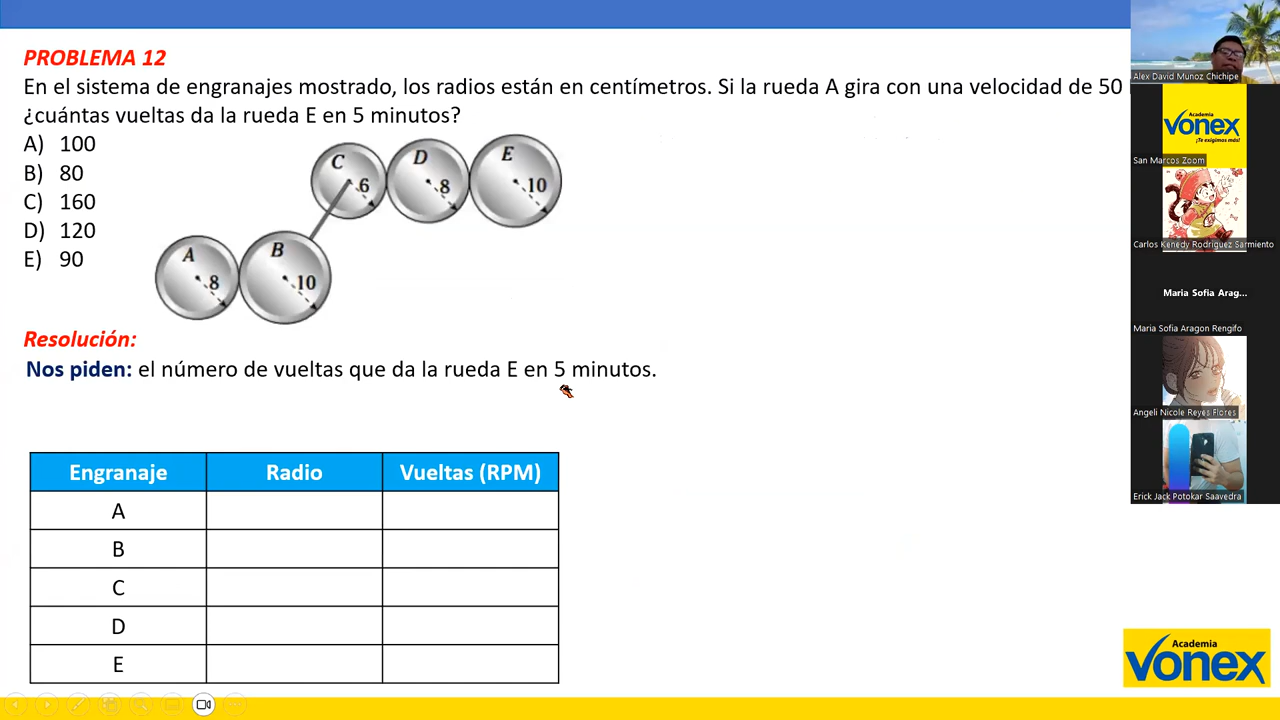 PROBLEMA 12
En el sistema de engranajes mostrado, los radios están en centímetros. Si la rueda A gira con una velocidad de 50
¿cuántas vueltas da la rueda E en 5 minutos?
A) 100
B) 80
C) 160
D) 120
E) 90
C 6 D 8 E 10
A 8 B 10
Resolución:
Nos piden: el número de vueltas que da la rueda E en 5 minutos.
Engranaje Radio Vueltas (RPM)
A
B
C
D
E
Alex David Munoz Chichipe
Academia
Vonex
¡Te exigimos más!
San Marcos Zoom
Carlos Kenedy Rodriguez Sarmiento
Maria Sofia Arag...
Maria Sofia Aragon Rengifo
Angeli Nicole Reyes Flores
Erick Jack Potokar Saavedra
Academia
vonex